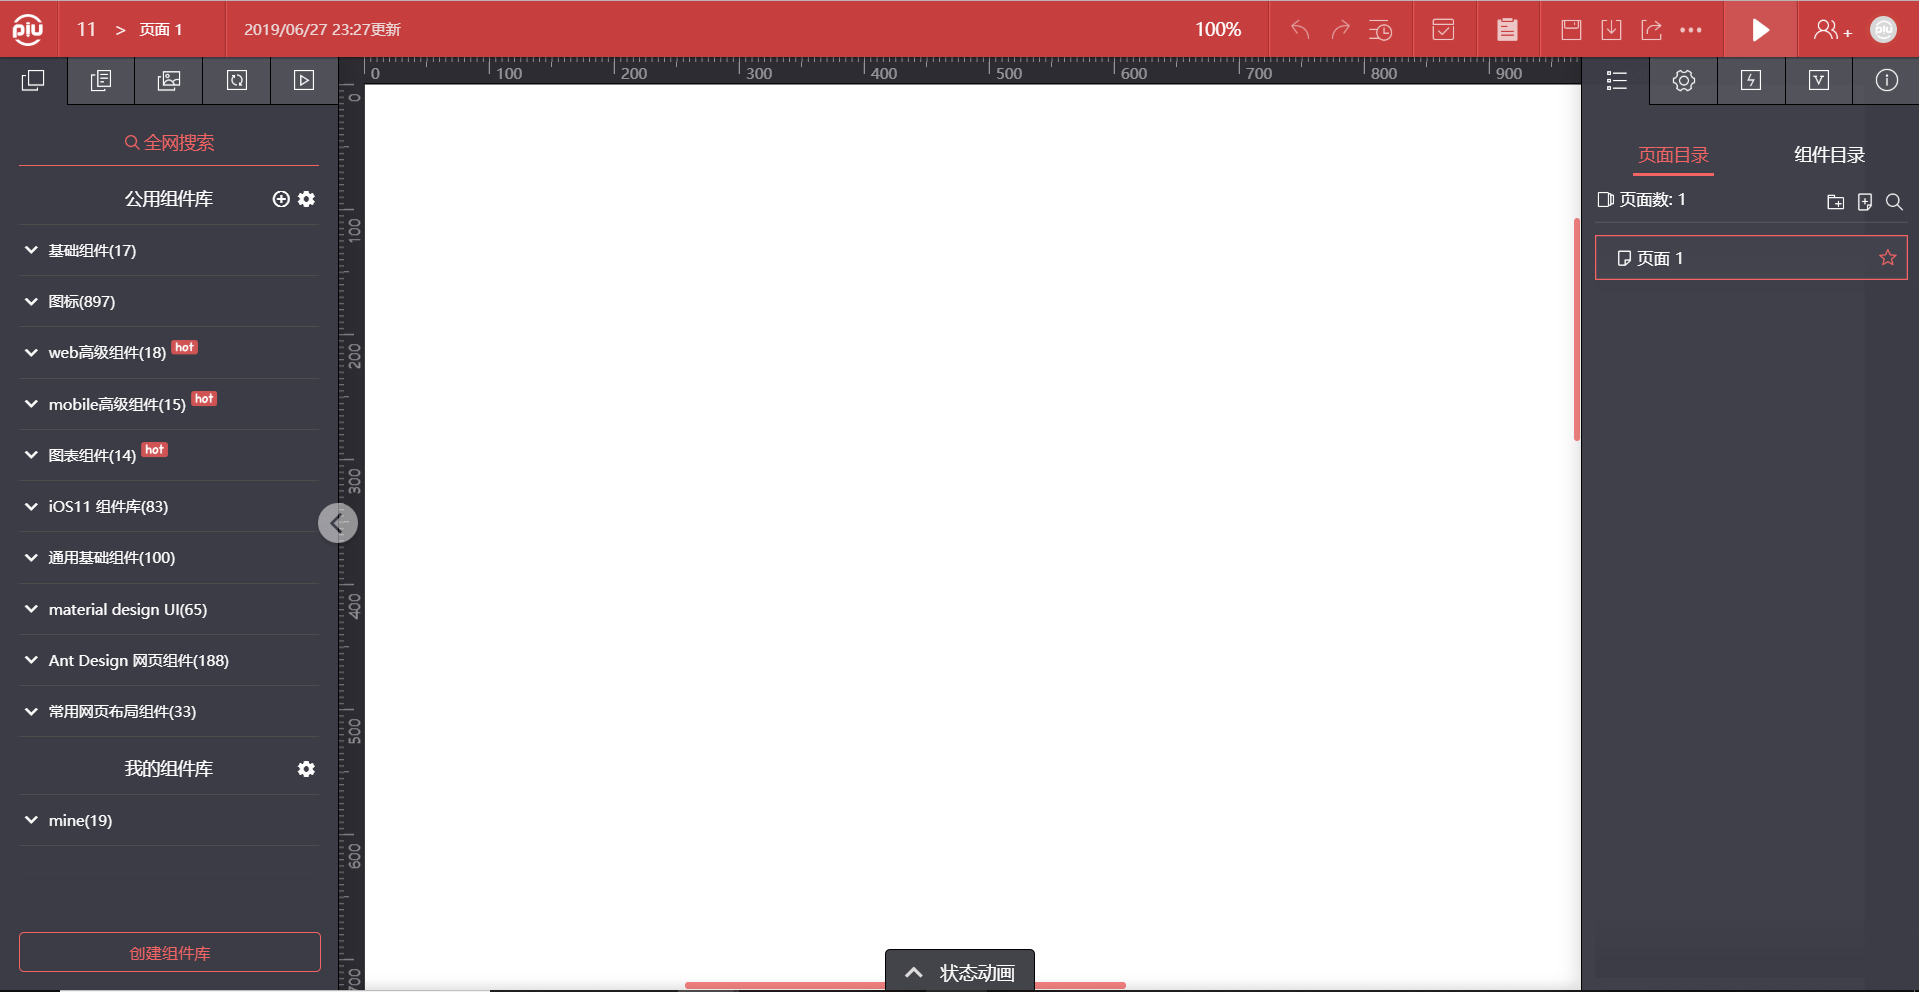 piu 11 > 页面 1 2019/06/27 23:27更新 100% piu
0 100 200 300 400 500 600 700 800 900
全网搜索
公用组件库
基础组件(17)
图标(897)
web高级组件(18) hot
mobile高级组件(15) hot
图表组件(14) hot
iOS11 组件库(83)
通用基础组件(100)
material design UI(65)
Ant Design 网页组件(188)
常用网页布局组件(33)
我的组件库
mine(19)
创建组件库
0
100
200
300
400
500
600
700
状态动画
V
页面目录 组件目录
页面数: 1
页面 1